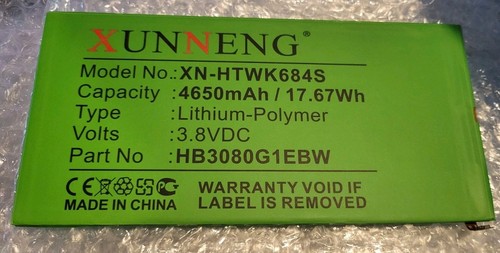 XUNNENG®
Model No.: XN-HTWK684S
Capacity : 4650mAh / 17.67Wh
Type : Lithium-Polymer
Volts : 3.8VDC
Part No : HB3080G1EBW
WARRANTY VOID IF
MADE IN CHINA LABEL IS REMOVED